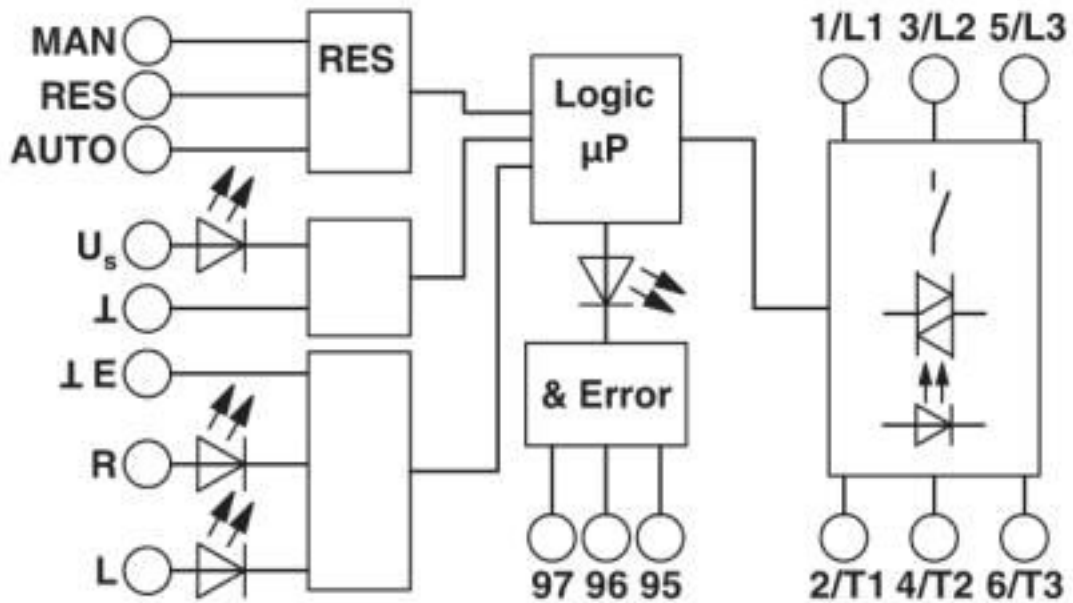 MAN
RES
AUTO
RES
Us
⊥
⊥ E
R
L
Logic
µP
& Error
97 96 95
1/L1 3/L2 5/L3
2/T1 4/T2 6/T3